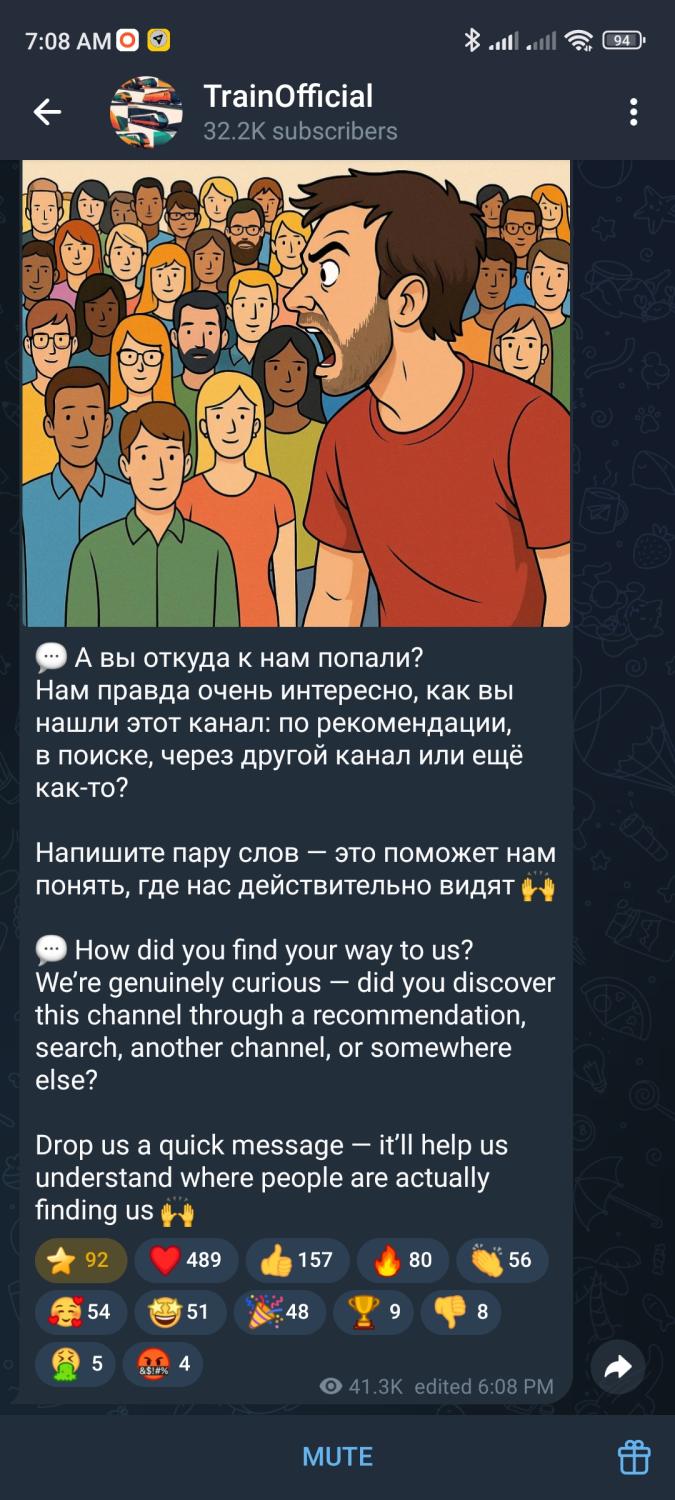 7:08 AM
94
TrainOfficial
32.2K subscribers
💬 А вы откуда к нам попали?
Нам правда очень интересно, как вы
нашли этот канал: по рекомендации,
в поиске, через другой канал или ещё
как-то?
Напишите пару слов — это поможет нам
понять, где нас действительно видят 🙌
💬 How did you find your way to us?
We’re genuinely curious — did you discover
this channel through a recommendation,
search, another channel, or somewhere
else?
Drop us a quick message — it’ll help us
understand where people are actually
finding us 🙌
⭐ 92 ❤️ 489 👍 157 🔥 80 👏 56
🥰 54 🤩 51 🎉 48 🏆 9 👎 8
🤮 5 🤬 4
41.3K edited 6:08 PM
MUTE